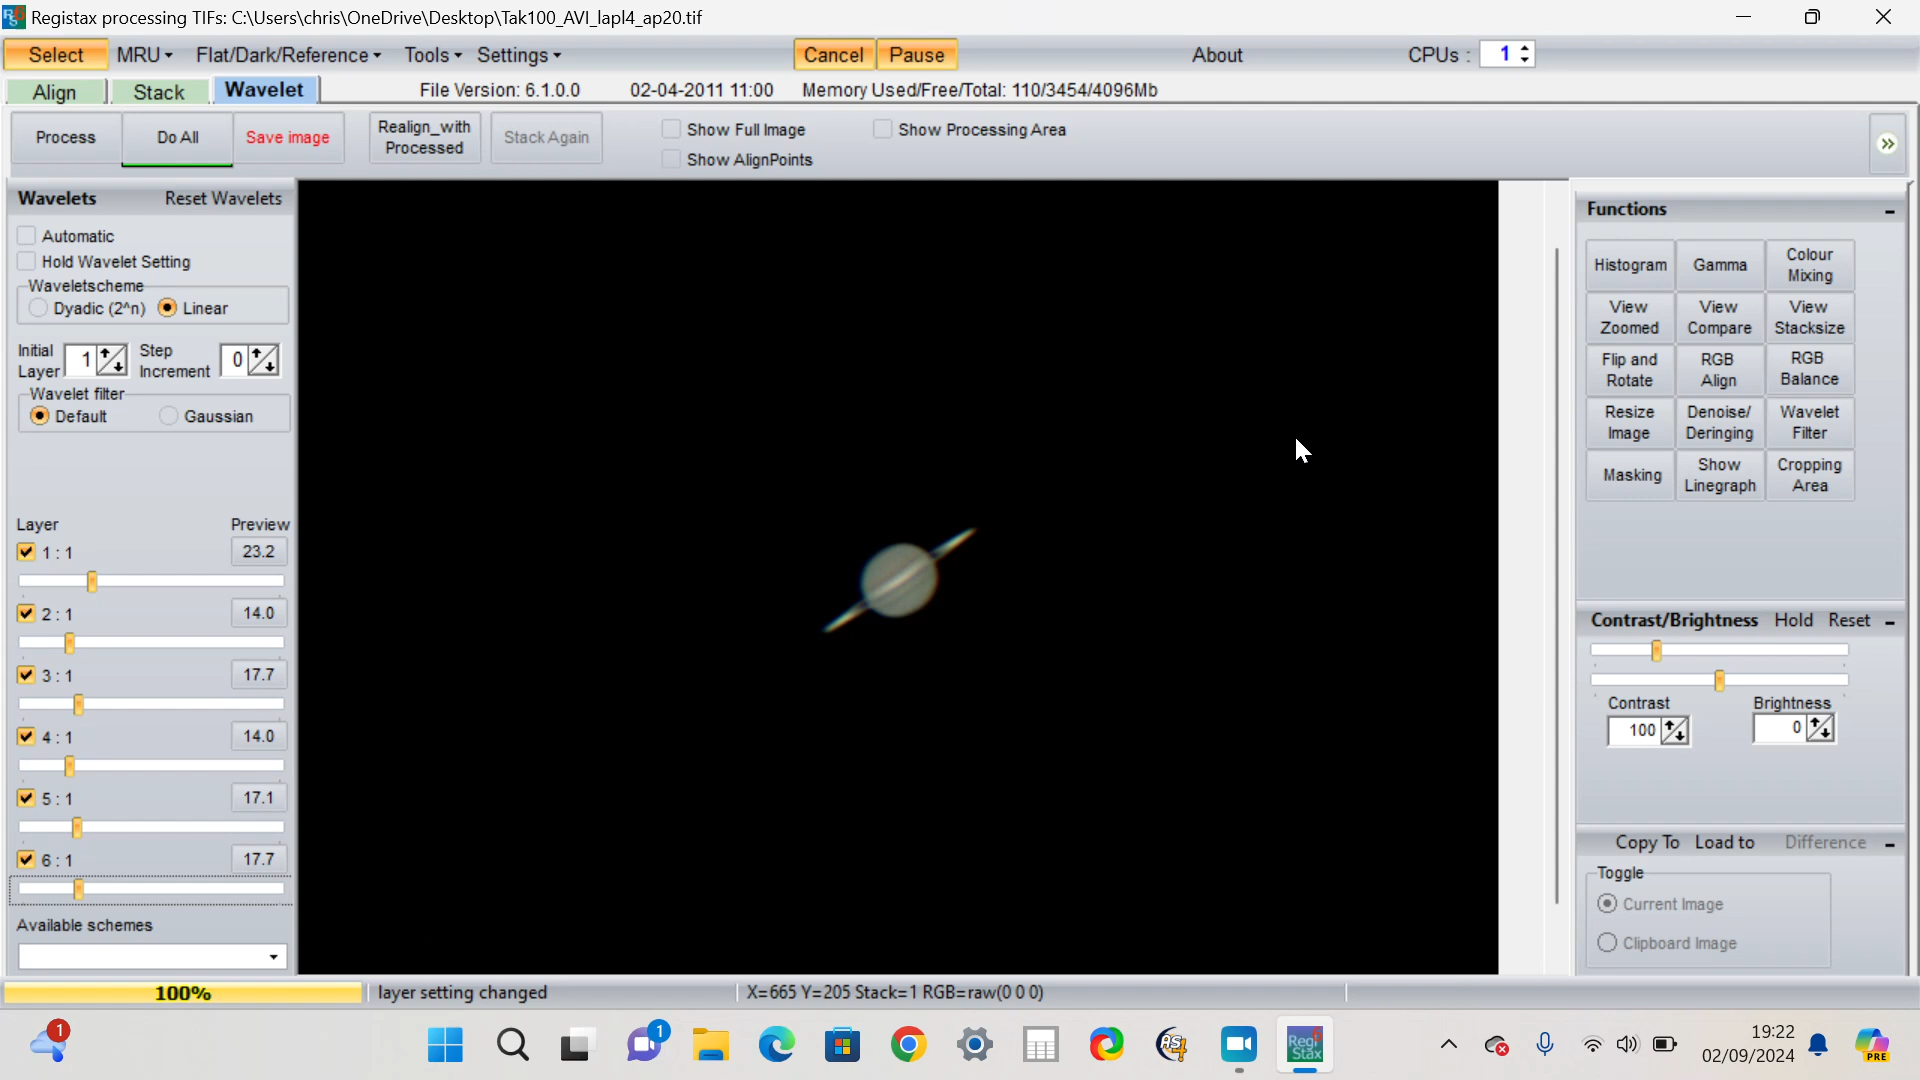 Registax processing TIFs: C:\Users\chris\OneDrive\Desktop\Tak100_AVI_lapl4_ap20.tif
Select MRU Flat/Dark/Reference Tools Settings Cancel Pause About CPUs : 1
Align Stack Wavelet File Version: 6.1.0.0 02-04-2011 11:00 Memory Used/Free/Total: 110/3454/4096Mb
Process Do All Save image Realign_with Processed Stack Again
Show Full Image Show Processing Area
Show AlignPoints
Wavelets Reset Wavelets
Automatic
Hold Wavelet Setting
Waveletscheme
Dyadic (2^n) Linear
Initial Layer 1 Step Increment 0
Wavelet filter
Default Gaussian
Layer Preview
1 : 1 23.2
2 : 1 14.0
3 : 1 17.7
4 : 1 14.0
5 : 1 17.1
6 : 1 17.7
Available schemes
Functions
Histogram Gamma Colour Mixing
View Zoomed View Compare View Stacksize
Flip and Rotate RGB Align RGB Balance
Resize Image Denoise/ Deringing Wavelet Filter
Masking Show Linegraph Cropping Area
Contrast/Brightness Hold Reset
Contrast Brightness
100 0
Copy To Load to Difference
Toggle
Current Image
Clipboard Image
100% layer setting changed X=665 Y=205 Stack=1 RGB=raw(0 0 0)
1 1 AS4 Regi Stax 6 19:22 PRE
02/09/2024